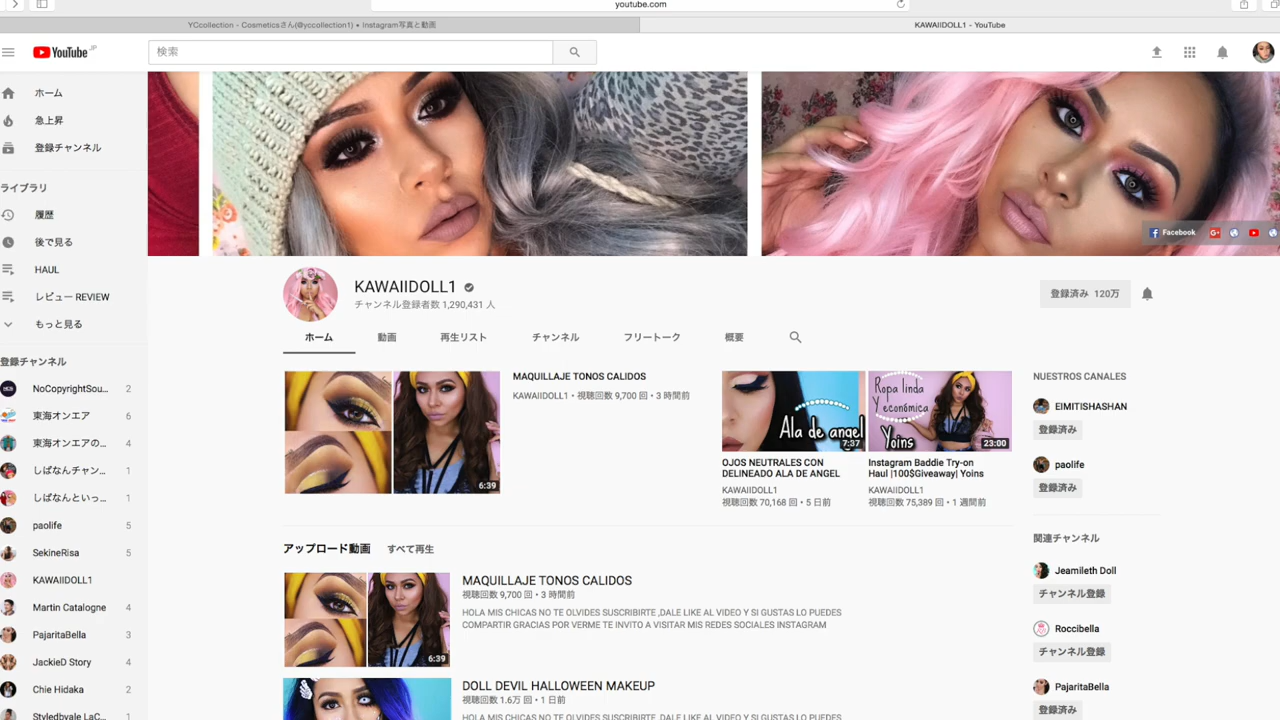 youtube.com
YCcollection - Cosmeticsさん(@yccollection1) • Instagram写真と動画
KAWAIIDOLL1 - YouTube
YouTube JP
検索
ホーム
急上昇
登録チャンネル
ライブラリ
履歴
後で見る
HAUL
レビュー REVIEW
もっと見る
登録チャンネル
NoCopyrightSou... 2
東海オンエア 6
東海オンエアの... 4
しばなんチャン... 1
しばなんといっ... 1
paolife 5
SekineRisa 5
KAWAIIDOLL1
Martin Catalogne 4
PajaritaBella 3
JackieD Story 4
Chie Hidaka 2
Styledbyale LaC... 1
Facebook
KAWAIIDOLL1
チャンネル登録者数 1,290,431 人
登録済み 120万
ホーム
動画
再生リスト
チャンネル
フリートーク
概要
6:39
MAQUILLAJE TONOS CALIDOS
KAWAIIDOLL1 • 視聴回数 9,700 回 • 3 時間前
Ala de angel
7:37
OJOS NEUTRALES CON
DELINEADO ALA DE ANGEL
KAWAIIDOLL1
視聴回数 70,168 回 • 5 日前
Ropa linda
Y económica
Yoins
23:00
Instagram Baddie Try-on
Haul |100$Giveaway| Yoins
KAWAIIDOLL1
視聴回数 75,389 回 • 1 週間前
NUESTROS CANALES
EIMITISHASHAN
登録済み
paolife
登録済み
関連チャンネル
Jeamileth Doll
チャンネル登録
Roccibella
チャンネル登録
PajaritaBella
登録済み
アップロード動画 すべて再生
6:39
MAQUILLAJE TONOS CALIDOS
視聴回数 9,700 回 • 3 時間前
HOLA MIS CHICAS NO TE OLVIDES SUSCRIBIRTE ,DALE LIKE AL VIDEO Y SI GUSTAS LO PUEDES
COMPARTIR GRACIAS POR VERME TE INVITO A VISITAR MIS REDES SOCIALES INSTAGRAM
DOLL DEVIL HALLOWEEN MAKEUP
視聴回数 1.6万 回 • 1 日前
HOLA MIS CHICAS NO TE OLVIDES SUSCRIBIRTE ,DALE LIKE AL VIDEO Y SI GUSTAS LO PUEDES